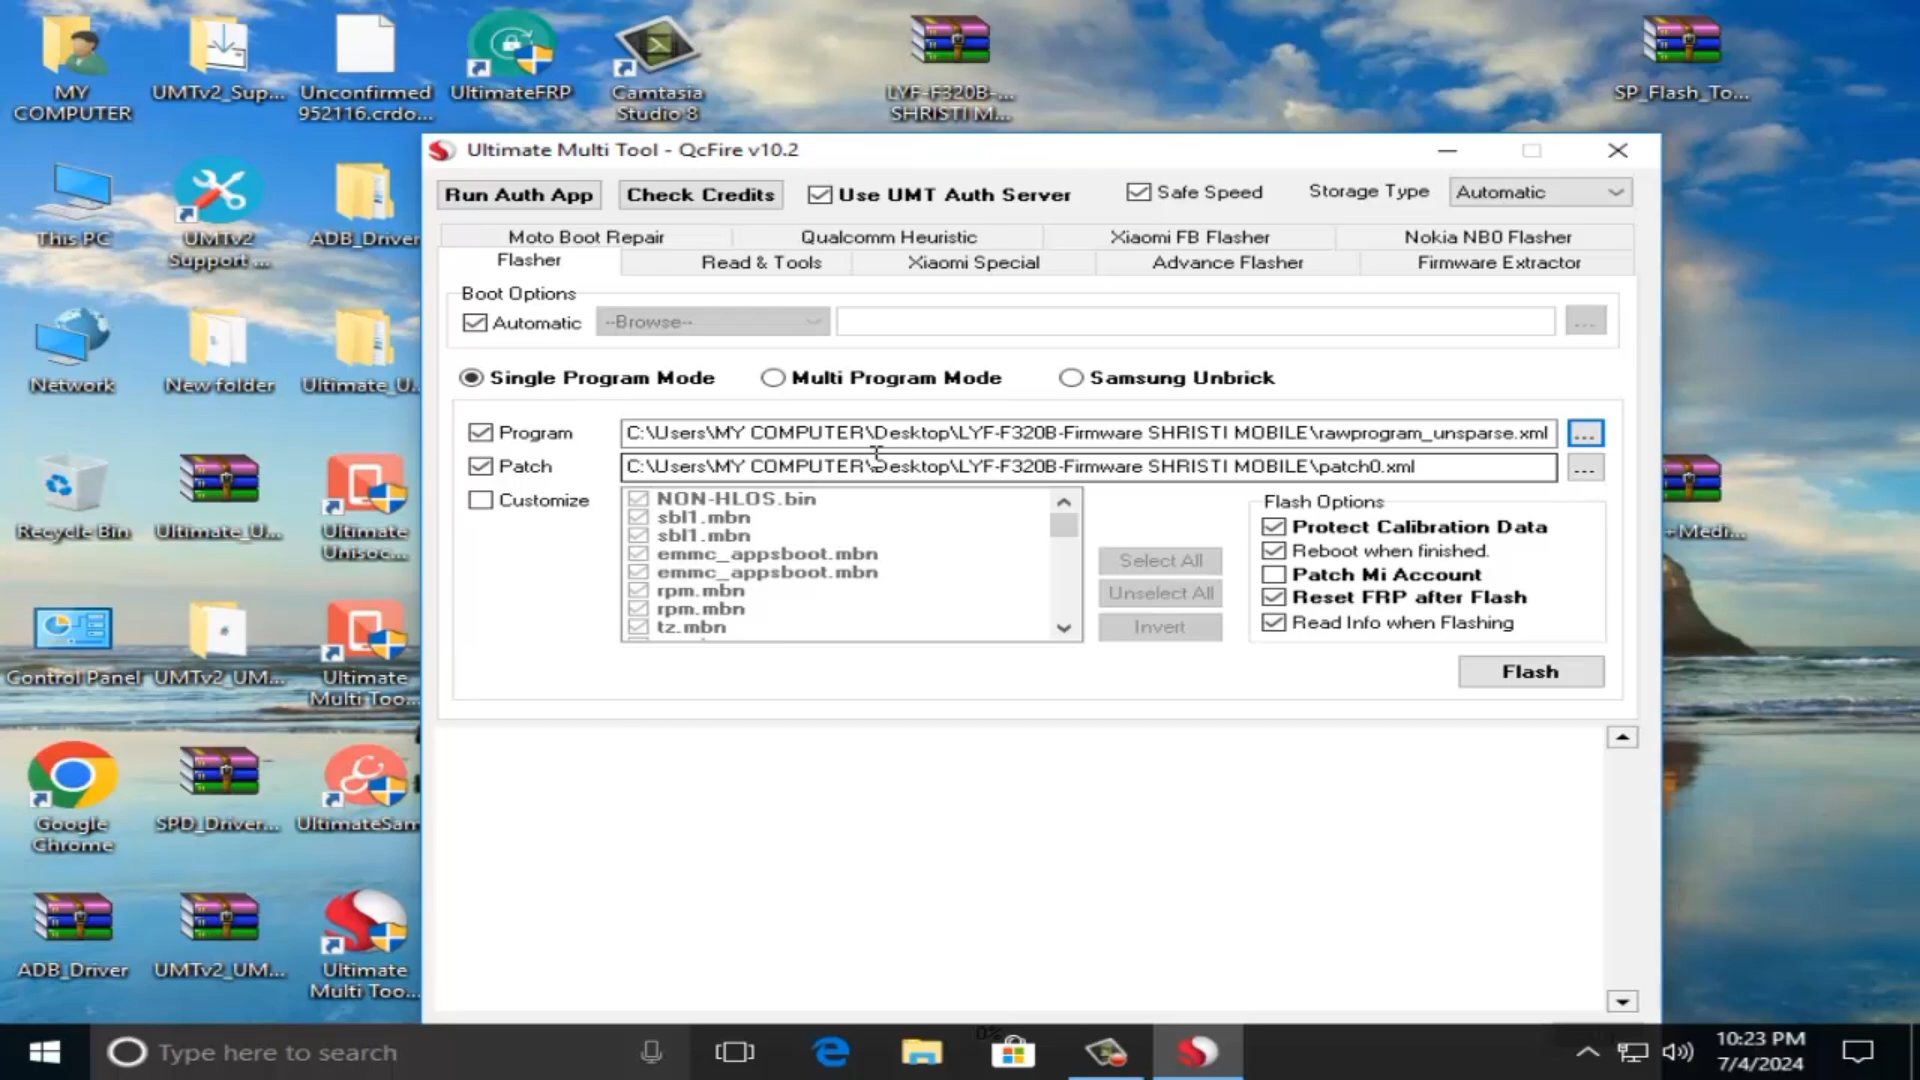 MY
COMPUTER
UMTv2_Sup...
Unconfirmed
952116.crdo...
UltimateFRP
Camtasia
Studio 8
LYF-F320B-...
SHRISTI M...
SP_Flash_To...
This PC
UMTv2
Support ...
ADB_Driver
Network
New folder
Ultimate_U...
Recycle Bin
Ultimate_U...
Ultimate
Unisoc...
Control Panel
UMTv2_UM...
Ultimate
Multi Too...
Google
Chrome
SPD_Driver...
UltimateSam
ADB_Driver
UMTv2_UM...
Ultimate
Multi Too...
+Medi...
Ultimate Multi Tool - QcFire v10.2
Run Auth App
Check Credits
Use UMT Auth Server
Safe Speed
Storage Type
Automatic
Moto Boot Repair
Qualcomm Heuristic
Xiaomi FB Flasher
Nokia NB0 Flasher
Flasher
Read & Tools
Xiaomi Special
Advance Flasher
Firmware Extractor
Boot Options
Automatic
--Browse--
...
Single Program Mode
Multi Program Mode
Samsung Unbrick
Program
C:\Users\MY COMPUTER\Desktop\LYF-F320B-Firmware SHRISTI MOBILE\rawprogram_unsparse.xml
...
Patch
C:\Users\MY COMPUTER\Desktop\LYF-F320B-Firmware SHRISTI MOBILE\patch0.xml
...
Customize
NON-HLOS.bin
sbl1.mbn
sbl1.mbn
emmc_appsboot.mbn
emmc_appsboot.mbn
rpm.mbn
rpm.mbn
tz.mbn
Select All
Unselect All
Invert
Flash Options
Protect Calibration Data
Reboot when finished.
Patch Mi Account
Reset FRP after Flash
Read Info when Flashing
Flash
0%
Type here to search
10:23 PM
7/4/2024